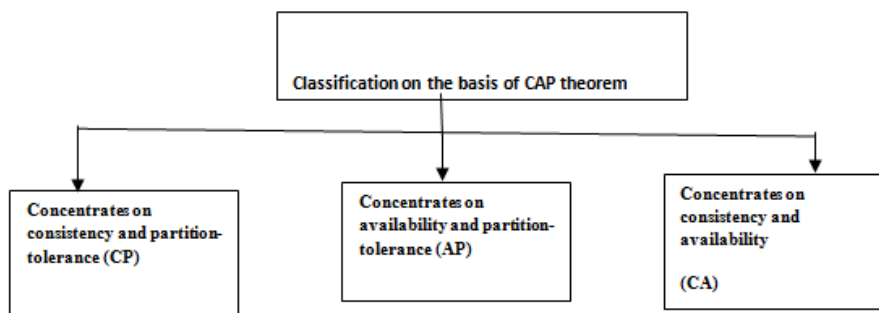 Classification on the basis of CAP theorem
Concentrates on
consistency and partition-
tolerance (CP)
Concentrates on
availability and partition-
tolerance (AP)
Concentrates on
consistency and
availability
(CA)